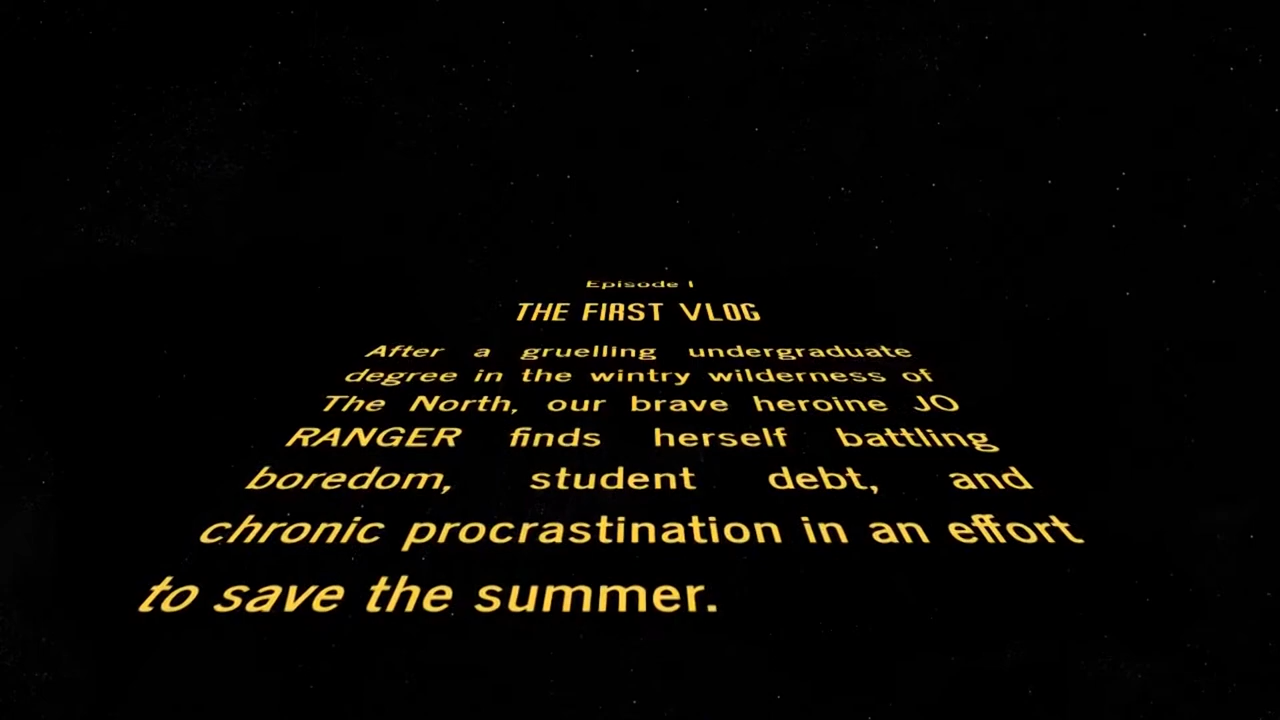 Episode I
THE FIRST VLOG
After a gruelling undergraduate
degree in the wintry wilderness of
The North, our brave heroine JO
RANGER finds herself battling
boredom, student debt, and
chronic procrastination in an effort
to save the summer.